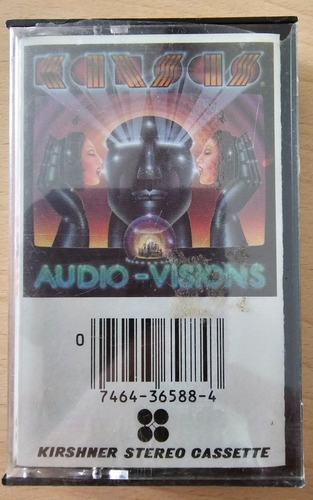 KANSAS
AUDIO-VISIONS
0
7464-36588-4
KIRSHNER STEREO CASSETTE